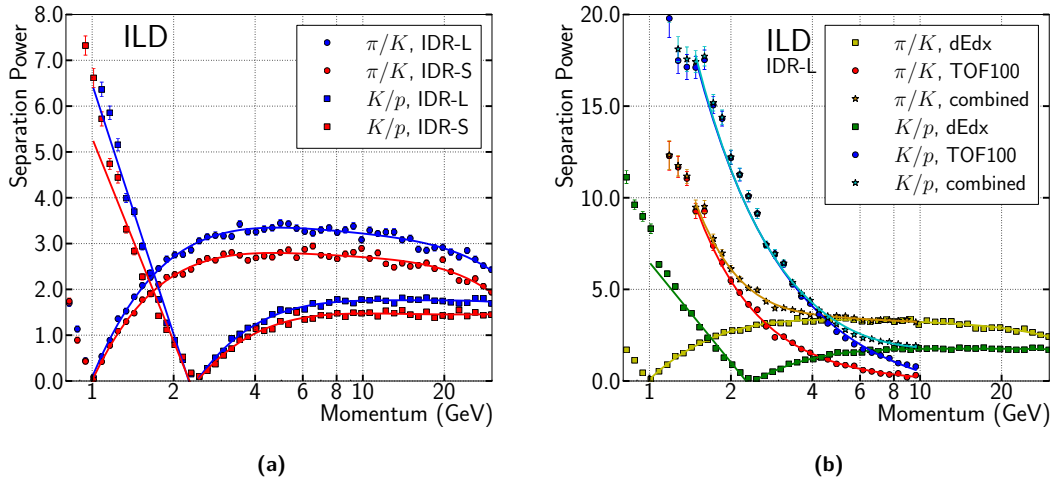 ILD
π/K, IDR-L
π/K, IDR-S
K/p, IDR-L
K/p, IDR-S
Separation Power
8.0
7.0
6.0
5.0
4.0
3.0
2.0
1.0
0.0
1 2 4 6 10 20
Momentum (GeV)
(a)
ILD
IDR-L
π/K, dEdx
π/K, TOF100
π/K, combined
K/p, dEdx
K/p, TOF100
K/p, combined
Separation Power
20.0
15.0
10.0
5.0
0.0
1 2 4 6 8 10 20
Momentum (GeV)
(b)